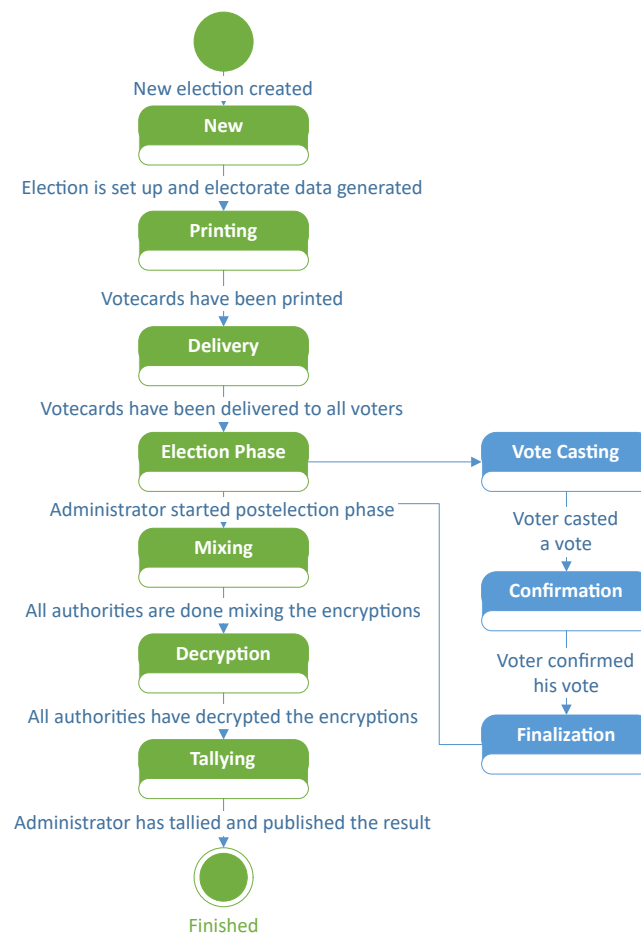 New election created
New
Election is set up and electorate data generated
Printing
Votecards have been printed
Delivery
Votecards have been delivered to all voters
Election Phase
Vote Casting
Administrator started postelection phase
Voter casted
a vote
Mixing
Confirmation
All authorities are done mixing the encryptions
Decryption
Voter confirmed
his vote
All authorities have decrypted the encryptions
Finalization
Tallying
Administrator has tallied and published the result
Finished